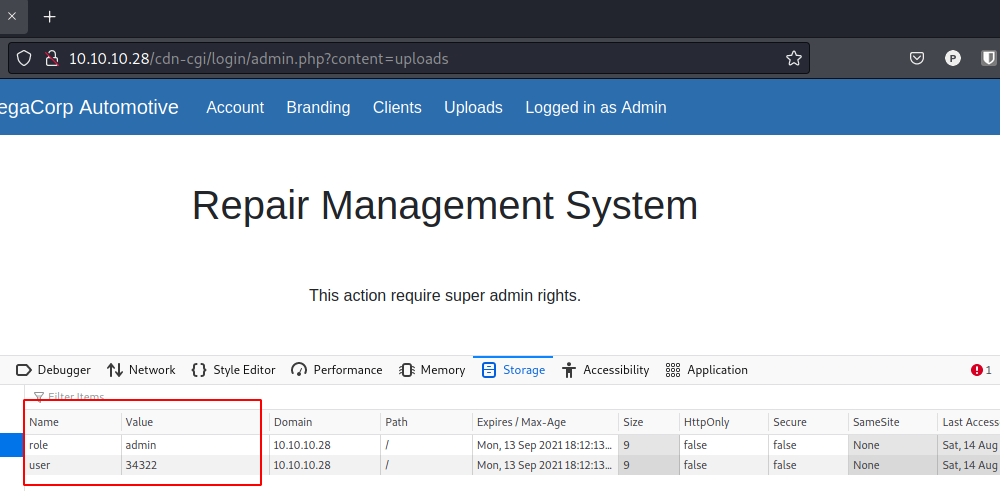 10.10.10.28/cdn-cgi/login/admin.php?content=uploads
P
egaCorp Automotive Account Branding Clients Uploads Logged in as Admin
Repair Management System
This action require super admin rights.
Debugger Network Style Editor Performance Memory Storage Accessibility Application 1
Filter Items
Name Value Domain Path Expires / Max-Age Size HttpOnly Secure SameSite Last Access
role admin 10.10.10.28 / Mon, 13 Sep 2021 18:12:13... 9 false false None Sat, 14 Aug
user 34322 10.10.10.28 / Mon, 13 Sep 2021 18:12:13... 9 false false None Sat, 14 Aug